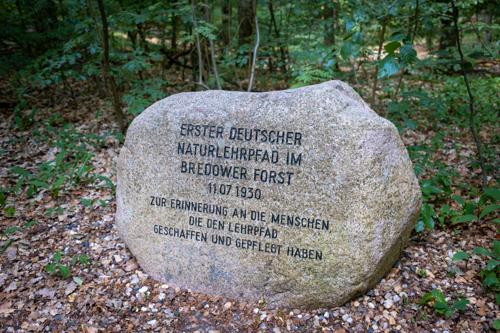 ERSTER DEUTSCHER
NATURLEHRPFAD IM
BREDOWER FORST
11.07.1930
ZUR ERINNERUNG AN DIE MENSCHEN
DIE DEN LEHRPFAD
GESCHAFFEN UND GEPFLEGT HABEN